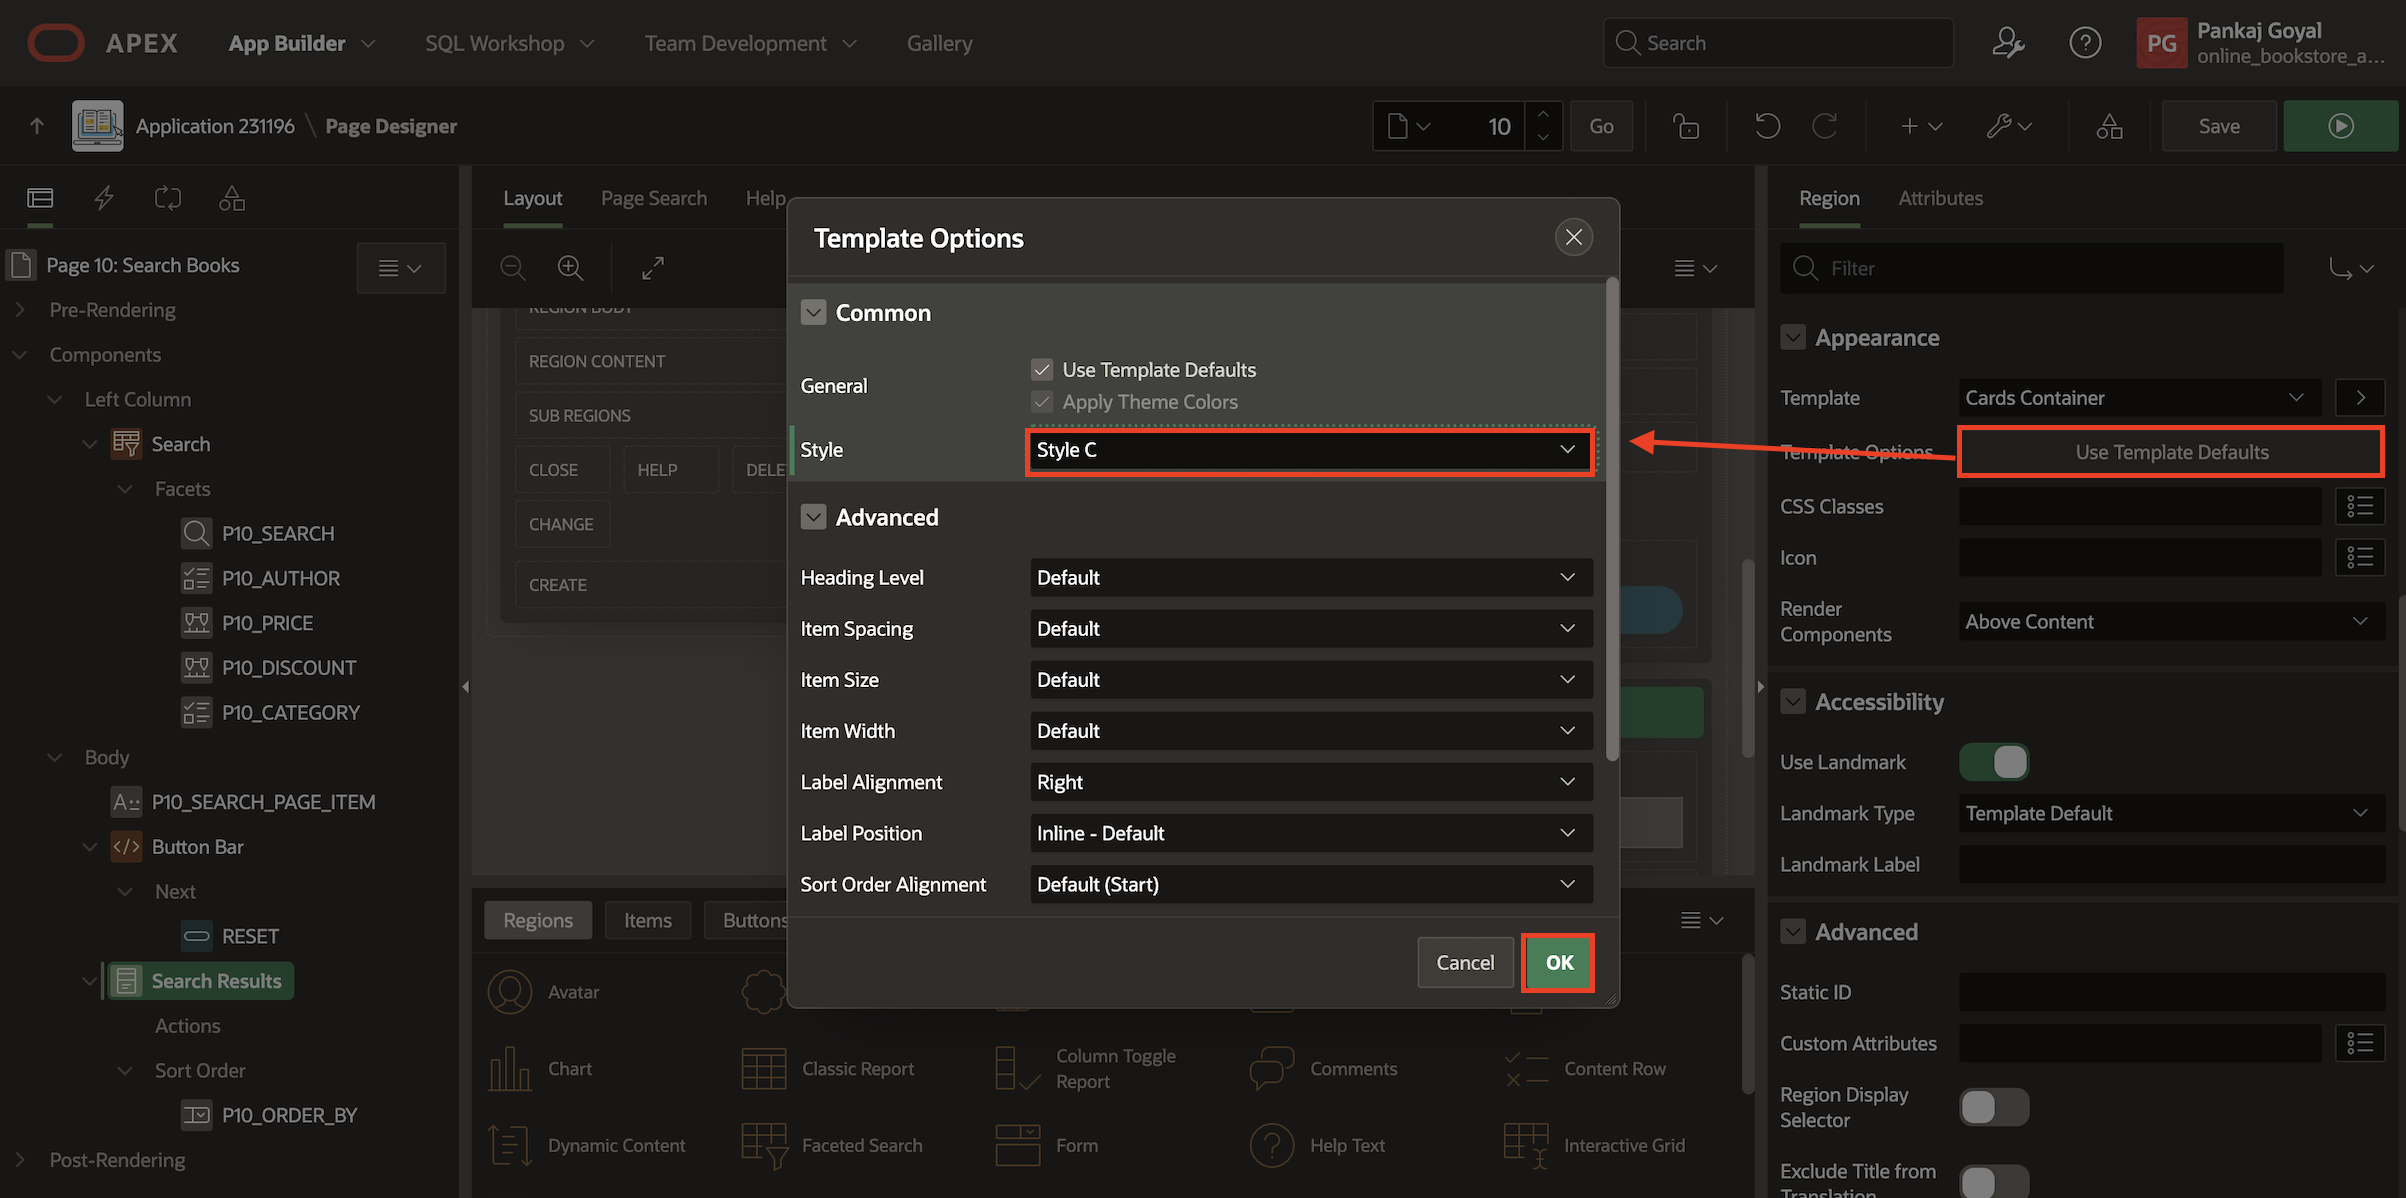 APEX App Builder SQL Workshop Team Development Gallery Search PG Pankaj Goyal
online_bookstore_a...
Application 231196 \ Page Designer 10 Go Save
Layout Page Search Help
Region Attributes
Page 10: Search Books
Pre-Rendering
Components
Left Column
Search
Facets
P10_SEARCH
P10_AUTHOR
P10_PRICE
P10_DISCOUNT
P10_CATEGORY
Body
P10_SEARCH_PAGE_ITEM
Button Bar
Next
RESET
Search Results
Actions
Sort Order
P10_ORDER_BY
Post-Rendering
REGION BODY
REGION CONTENT
SUB REGIONS
CLOSE HELP DELE
CHANGE
CREATE
Template Options
Common
General
Use Template Defaults
Apply Theme Colors
Style Style C
Advanced
Heading Level Default
Item Spacing Default
Item Size Default
Item Width Default
Label Alignment Right
Label Position Inline - Default
Sort Order Alignment Default (Start)
Cancel OK
Regions Items Buttons
Avatar
Chart
Classic Report
Column Toggle
Report
Comments
Content Row
Dynamic Content
Faceted Search
Form
Help Text
Interactive Grid
Filter
Appearance
Template Cards Container
Template Options Use Template Defaults
CSS Classes
Icon
Render
Components
Above Content
Accessibility
Use Landmark
Landmark Type Template Default
Landmark Label
Advanced
Static ID
Custom Attributes
Region Display
Selector
Exclude Title from
Translation